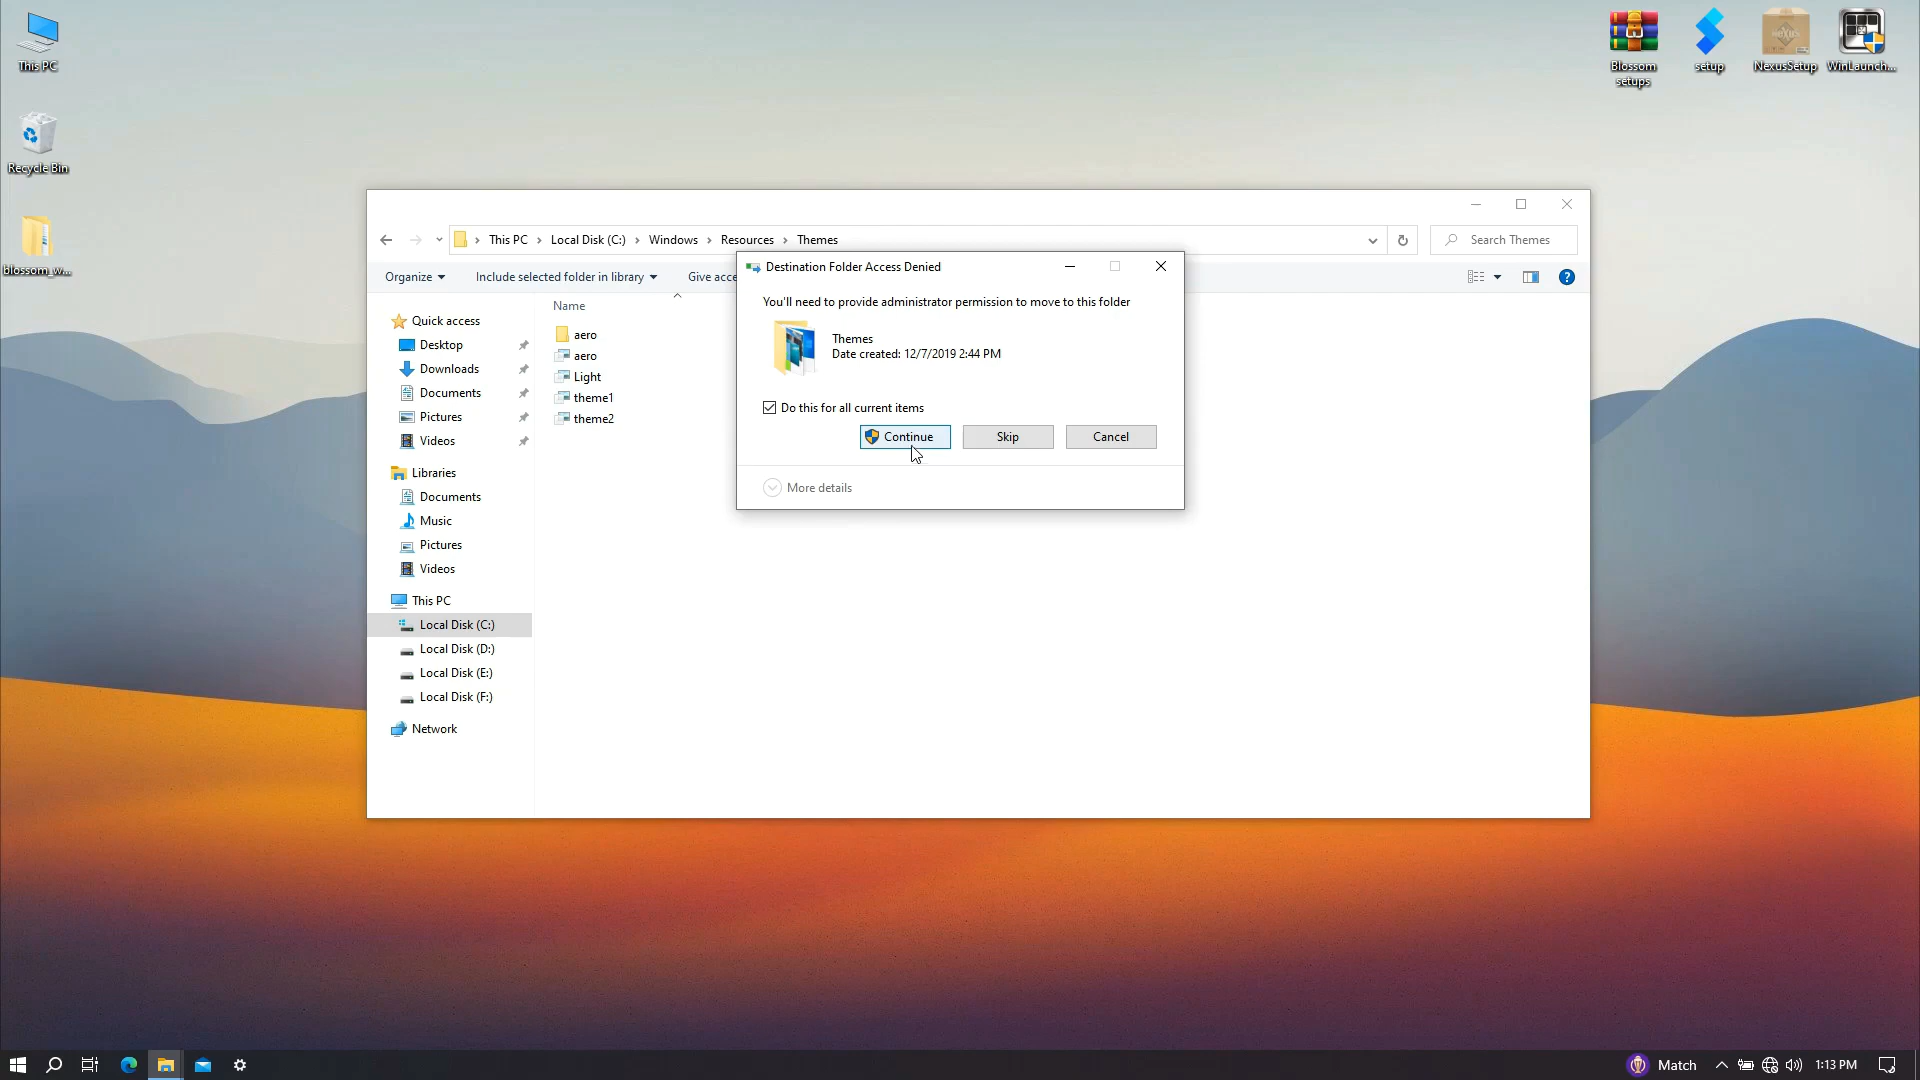 This PC
Recycle Bin
blossom_w...
Blossom
setups
setup
NexusSetup
WinLaunch...
This PC
Local Disk (C:)
Windows
Resources
Themes
Search Themes
Organize
Include selected folder in library
Give acce
Name
aero
aero
Light
theme1
theme2
Quick access
Desktop
Downloads
Documents
Pictures
Videos
Libraries
Documents
Music
Pictures
Videos
This PC
Local Disk (C:)
Local Disk (D:)
Local Disk (E:)
Local Disk (F:)
Network
Destination Folder Access Denied
You'll need to provide administrator permission to move to this folder
Themes
Date created: 12/7/2019 2:44 PM
Do this for all current items
Continue
Skip
Cancel
More details
Match
1:13 PM